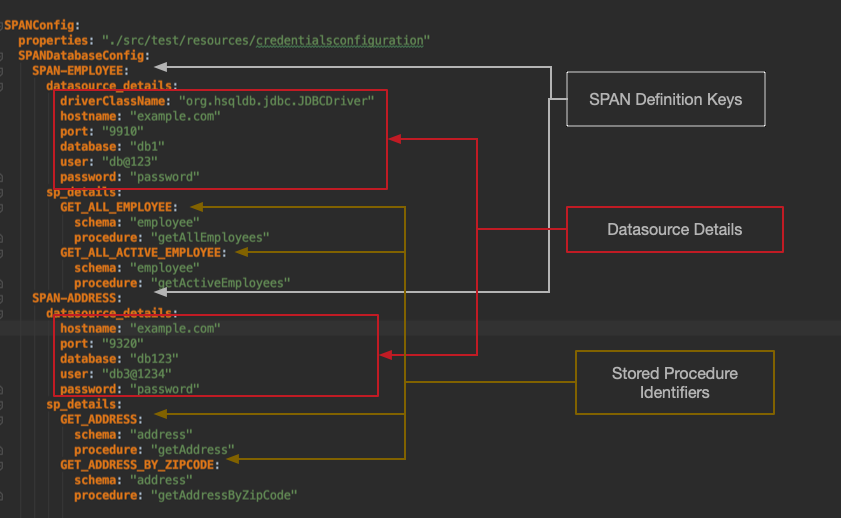 SPANConfig:
properties: "./src/test/resources/credentialsconfiguration"
SPANDatabaseConfig:
SPAN-EMPLOYEE:
datasource_details:
driverClassName: "org.hsqldb.jdbc.JDBCDriver"
hostname: "example.com"
port: "9910"
database: "db1"
user: "db@123"
password: "password"
sp_details:
GET_ALL_EMPLOYEE:
schema: "employee"
procedure: "getAllEmployees"
GET_ALL_ACTIVE_EMPLOYEE:
schema: "employee"
procedure: "getActiveEmployees"
SPAN-ADDRESS:
datasource_details:
hostname: "example.com"
port: "9320"
database: "db123"
user: "db3@1234"
password: "password"
sp_details:
GET_ADDRESS:
schema: "address"
procedure: "getAddress"
GET_ADDRESS_BY_ZIPCODE:
schema: "address"
procedure: "getAddressByZipCode"
SPAN Definition Keys
Datasource Details
Stored Procedure
Identifiers